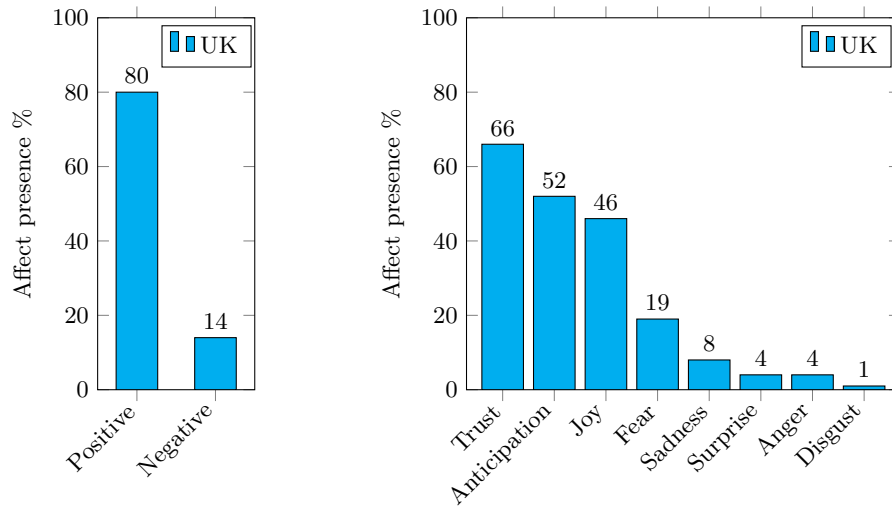 Affect presence %
100
80
60
40
20
0
UK
80
14
Positive
Negative
Affect presence %
100
80
60
40
20
0
UK
66
52
46
19
8
4
4
1
Trust
Anticipation
Joy
Fear
Sadness
Surprise
Anger
Disgust